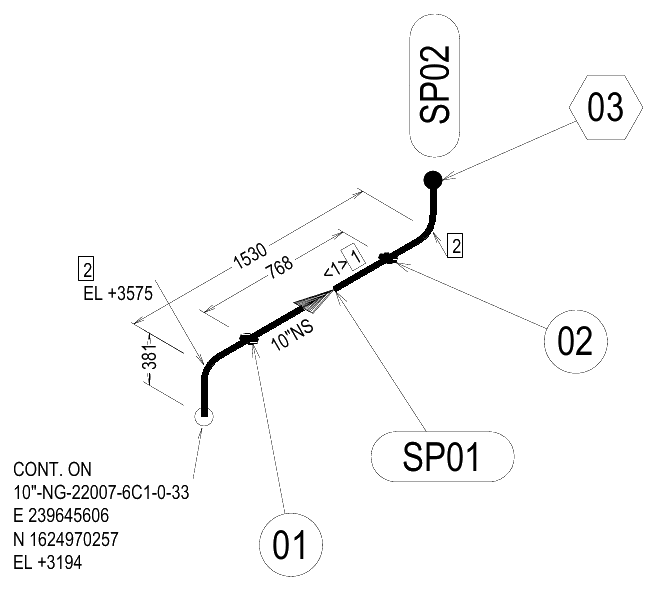 SP02
03
1530
768
<1> 1
2
2
EL +3575
10"NS
381
02
SP01
CONT. ON
10"-NG-22007-6C1-0-33
E 239645606
N 1624970257
EL +3194
01